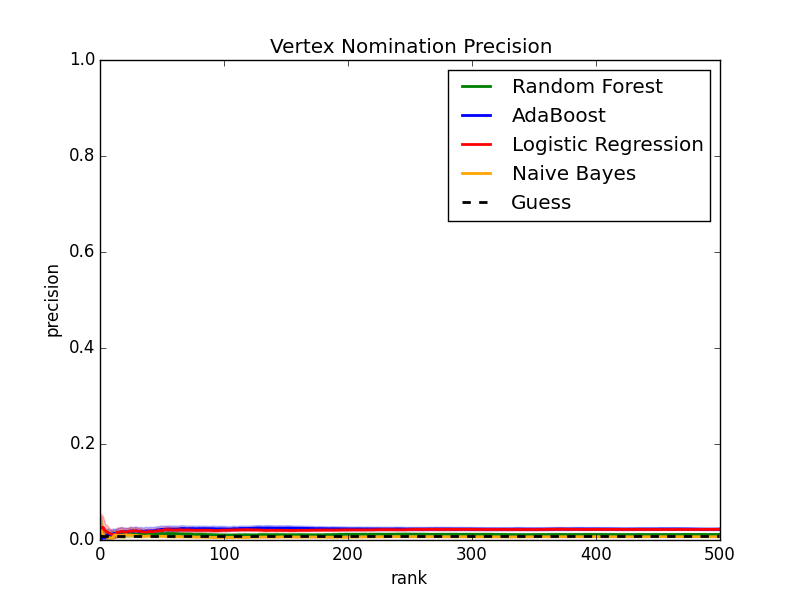 Vertex Nomination Precision
1.0
0.8
0.6
0.4
0.2
0.0
precision
Random Forest
AdaBoost
Logistic Regression
Naive Bayes
Guess
0 100 200 300 400 500
rank